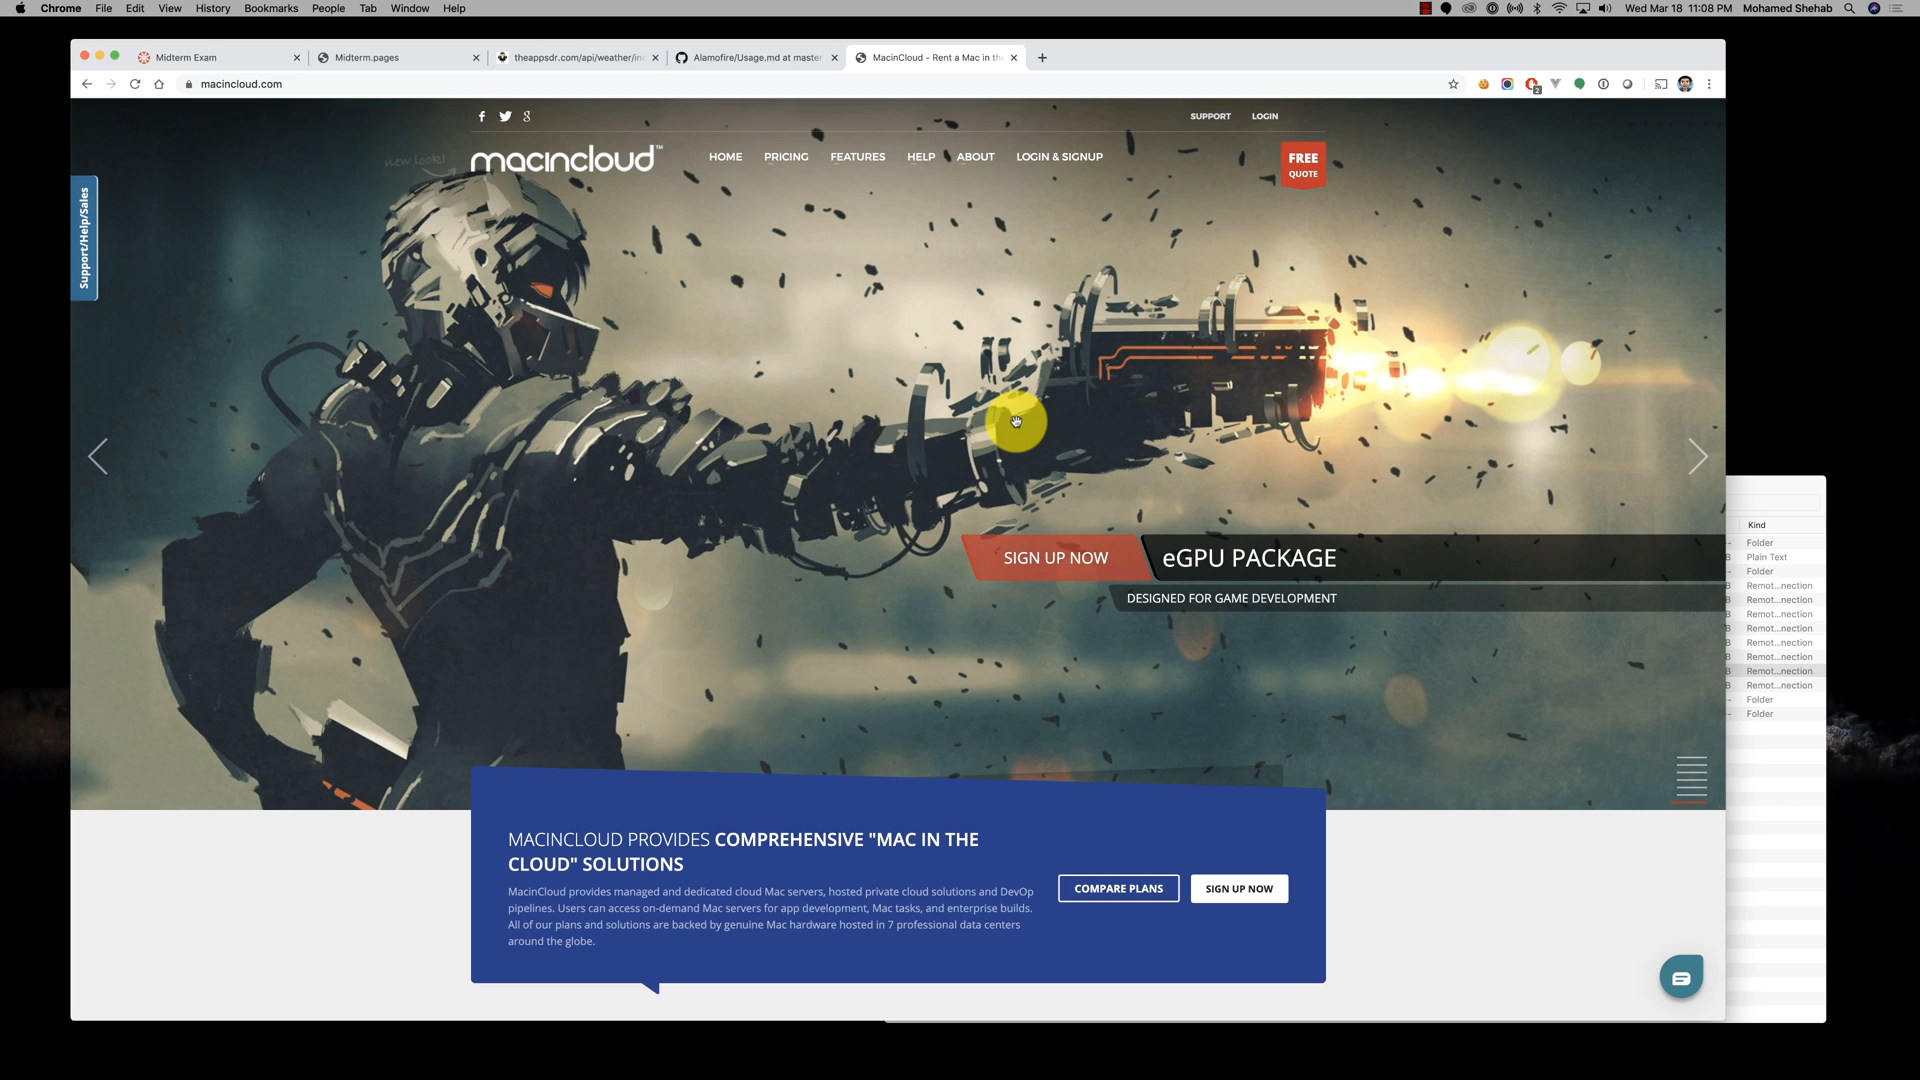 Chrome File Edit View History Bookmarks People Tab Window Help
Wed Mar 18 11:08 PM Mohamed Shehab
Midterm Exam
Midterm.pages
theappsdr.com/api/weather/in
Alamofire/Usage.md at master
MacinCloud - Rent a Mac in th
macincloud.com
2
SUPPORT LOGIN
new look!
macincloud™
HOME PRICING FEATURES HELP ABOUT LOGIN & SIGNUP
FREE
QUOTE
Support/Help/Sales
SIGN UP NOW
eGPU PACKAGE
DESIGNED FOR GAME DEVELOPMENT
MACINCLOUD PROVIDES COMPREHENSIVE "MAC IN THE
CLOUD" SOLUTIONS
MacinCloud provides managed and dedicated cloud Mac servers, hosted private cloud solutions and DevOp
pipelines. Users can access on-demand Mac servers for app development, Mac tasks, and enterprise builds.
All of our plans and solutions are backed by genuine Mac hardware hosted in 7 professional data centers
around the globe.
COMPARE PLANS
SIGN UP NOW
Kind
-- Folder
B Plain Text
-- Folder
B Remot...nection
B Remot...nection
B Remot...nection
B Remot...nection
B Remot...nection
B Remot...nection
B Remot...nection
B Remot...nection
-- Folder
-- Folder